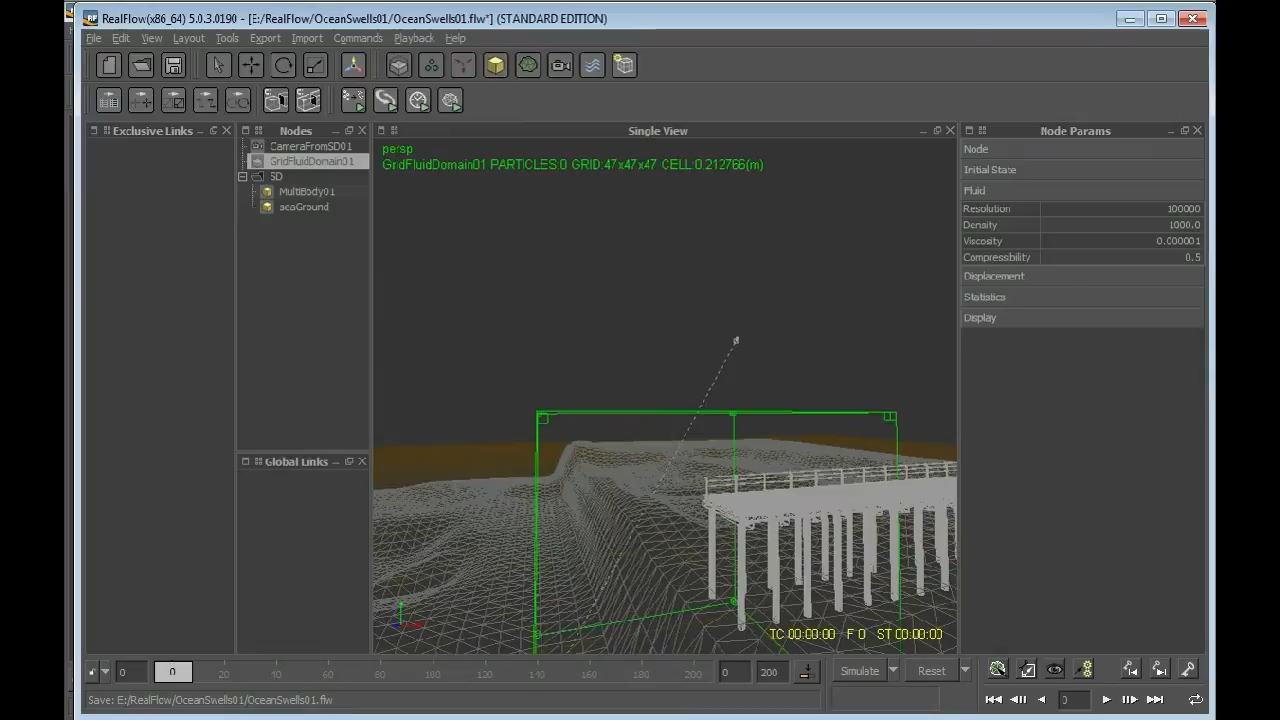 RealFlow(x86_64) 5.0.3.0190 - [E:/RealFlow/OceanSwells01/OceanSwells01.flw*] (STANDARD EDITION)
File Edit View Layout Tools Export Import Commands Playback Help
Exclusive Links
Nodes
Single View
Node Params
CameraFromSD01
GridFluidDomain01
SD
MultiBody01
seaGround
persp
GridFluidDomain01 PARTICLES:0 GRID:47x47x47 CELL:0.212766(m)
Node
Initial State
Fluid
Resolution 100000
Density 1000.0
Viscosity 0.000001
Compressbility 0.5
Displacement
Statistics
Display
Global Links
TC 00:00:00 F 0 ST 00:00:00
0 0 20 40 60 80 100 120 140 160 180 200 0 200
Simulate Reset
Save: E:/RealFlow/OceanSwells01/OceanSwells01.flw
0